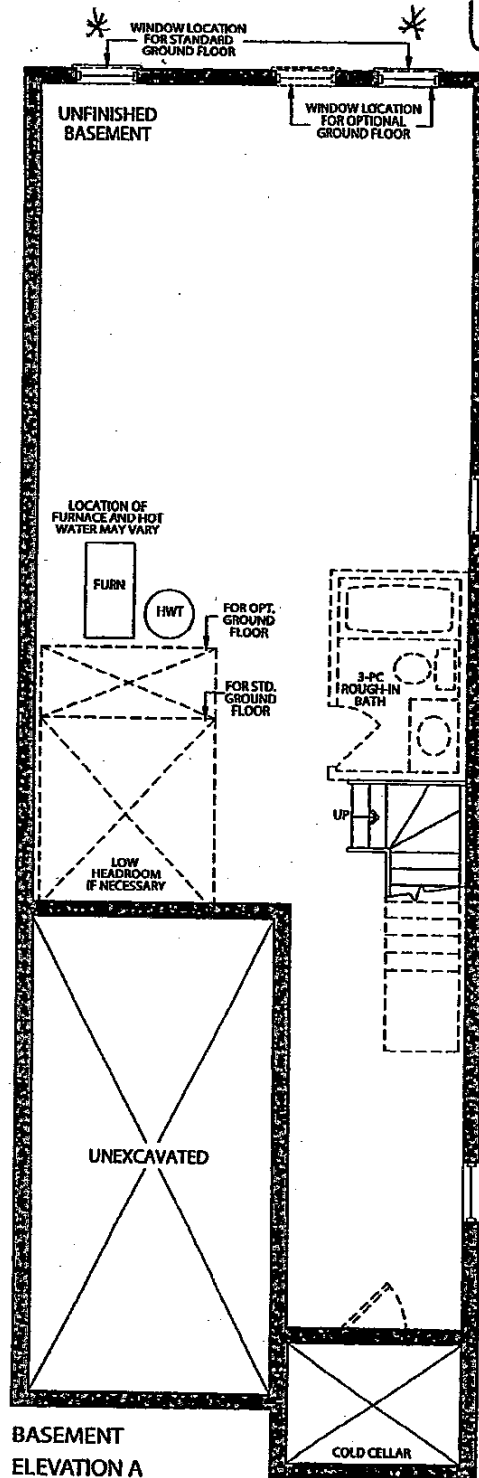 WINDOW LOCATION
FOR STANDARD
GROUND FLOOR
UNFINISHED
BASEMENT
WINDOW LOCATION
FOR OPTIONAL
GROUND FLOOR
LOCATION OF
FURNACE AND HOT
WATER MAY VARY
FURN
HWT
FOR OPT.
GROUND
FLOOR
FOR STD.
GROUND
FLOOR
3-PC
ROUGH-IN
BATH
UP
LOW
HEADROOM
IF NECESSARY
UNEXCAVATED
COLD CELLAR
BASEMENT
ELEVATION A